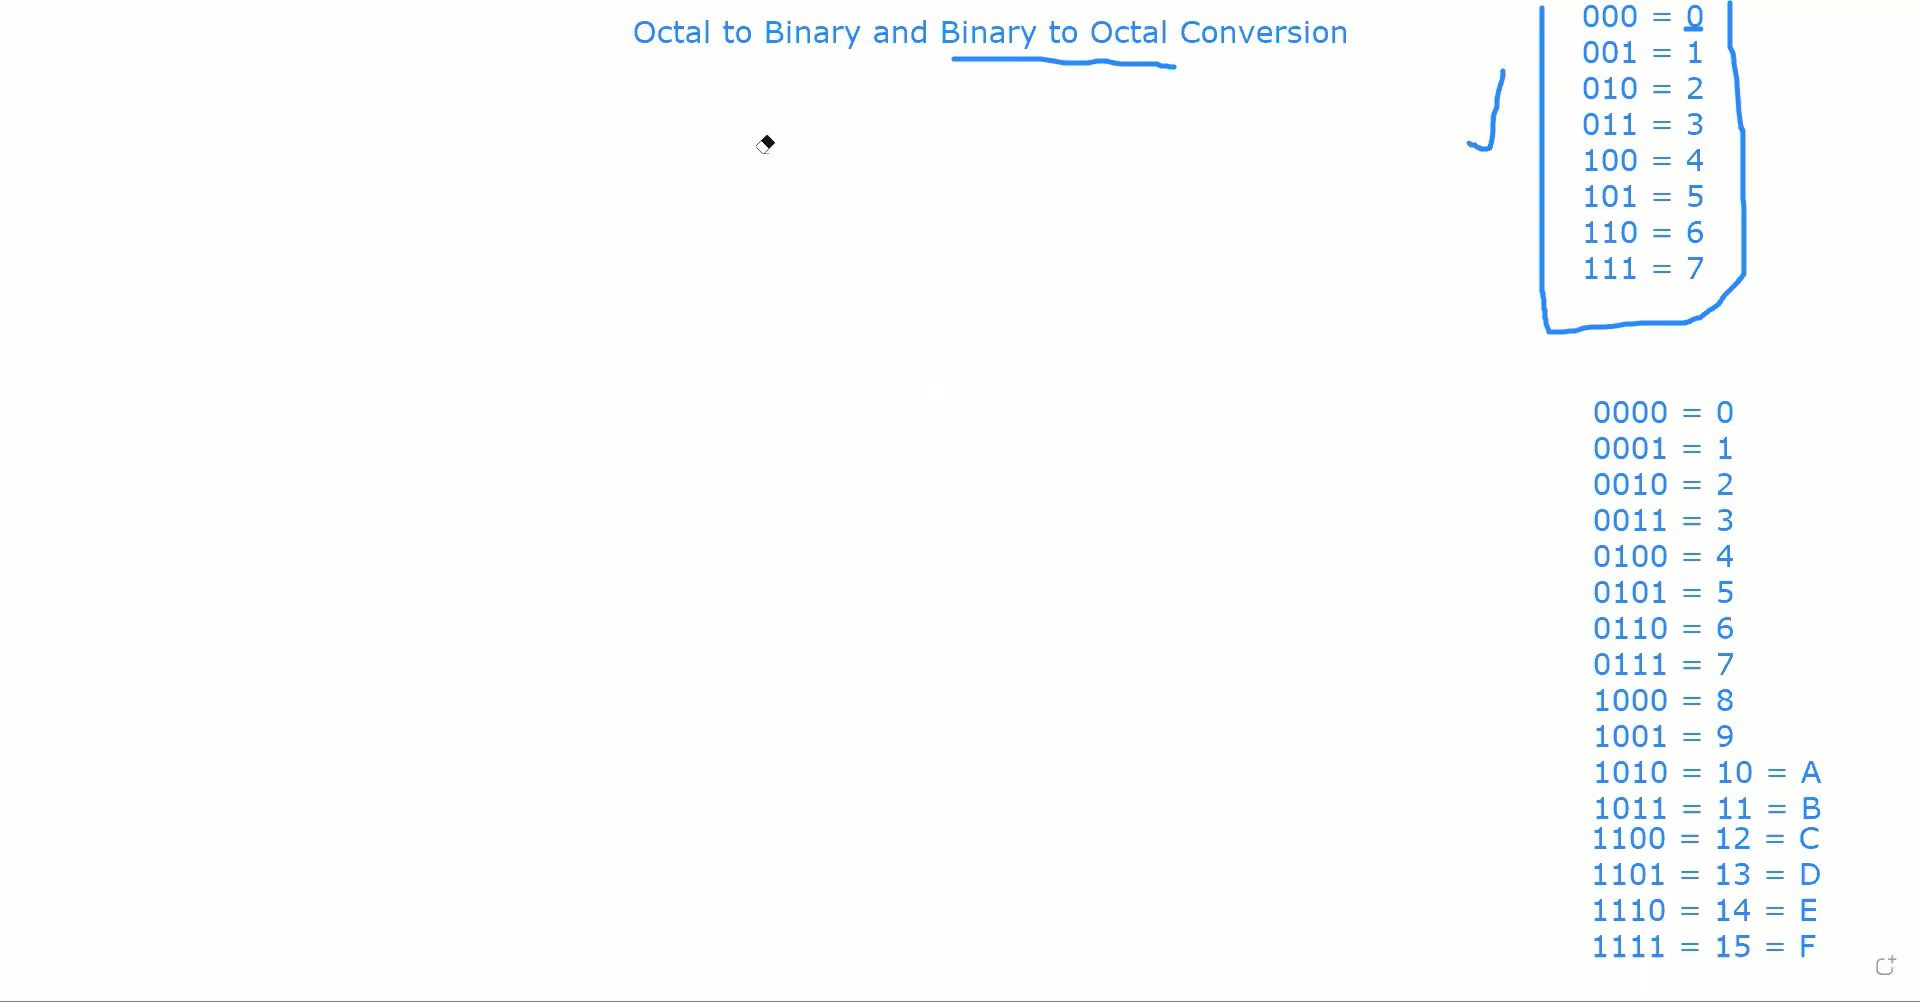 Octal to Binary and Binary to Octal Conversion
000 = 0
001 = 1
010 = 2
011 = 3
100 = 4
101 = 5
110 = 6
111 = 7
0000 = 0
0001 = 1
0010 = 2
0011 = 3
0100 = 4
0101 = 5
0110 = 6
0111 = 7
1000 = 8
1001 = 9
1010 = 10 = A
1011 = 11 = B
1100 = 12 = C
1101 = 13 = D
1110 = 14 = E
1111 = 15 = F